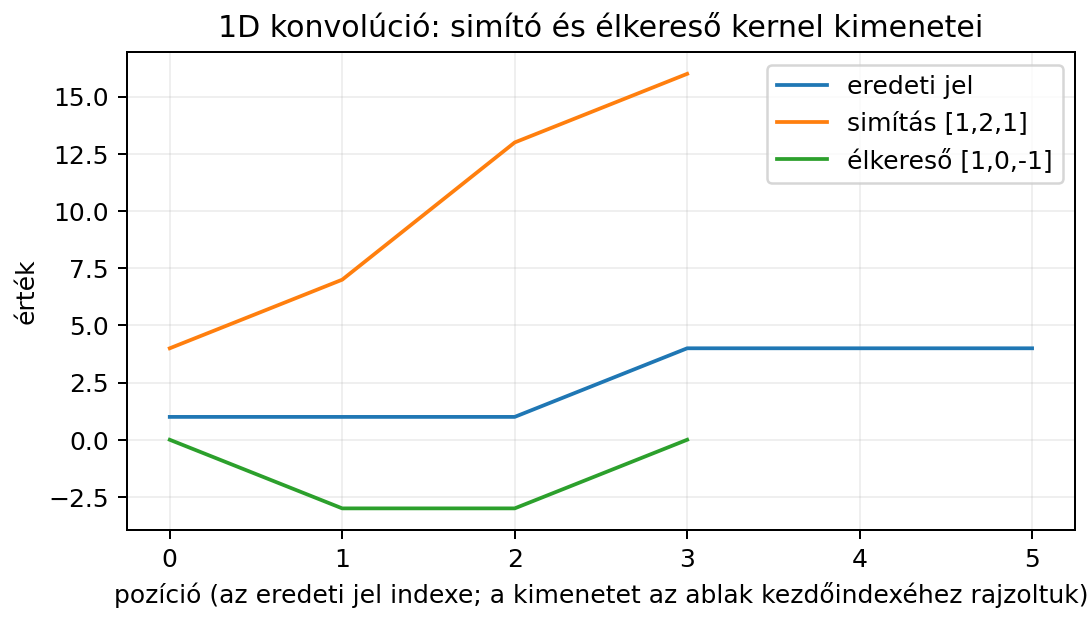 1D konvolúció: simító és élkereső kernel kimenetei
eredeti jel
simítás [1,2,1]
élkereső [1,0,-1]
érték
15.0
12.5
10.0
7.5
5.0
2.5
0.0
−2.5
0 1 2 3 4 5
pozíció (az eredeti jel indexe; a kimenetet az ablak kezdőindexéhez rajzoltuk)